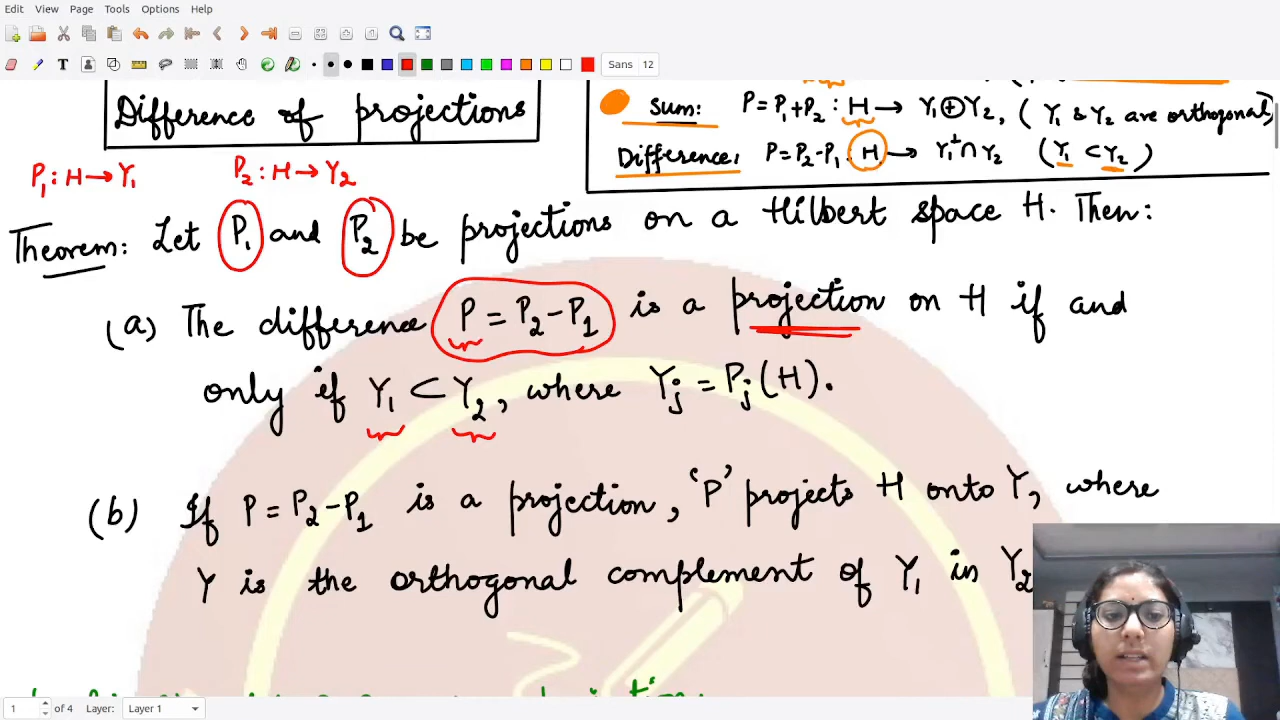 Edit View Page Tools Options Help
Sans 12
Difference of projections
Sum: P = P₁+P₂ : H → Y₁⊕Y₂, ( Y₁ & Y₂ are orthogonal)
Difference: P = P₂-P₁ : H → Y₁⊥∩Y₂ (Y₁ ⊂ Y₂)
P₁ : H → Y₁ P₂ : H → Y₂
Theorem: Let P₁ and P₂ be projections on a Hilbert space H. Then:
(a) The difference P = P₂-P₁ is a projection on H if and
only if Y₁ ⊂ Y₂, where Yⱼ = Pⱼ(H).
(b) If P = P₂-P₁ is a projection, 'P' projects H onto Y, where
Y is the orthogonal complement of Y₁ in Y₂
1 of 4 Layer: Layer 1